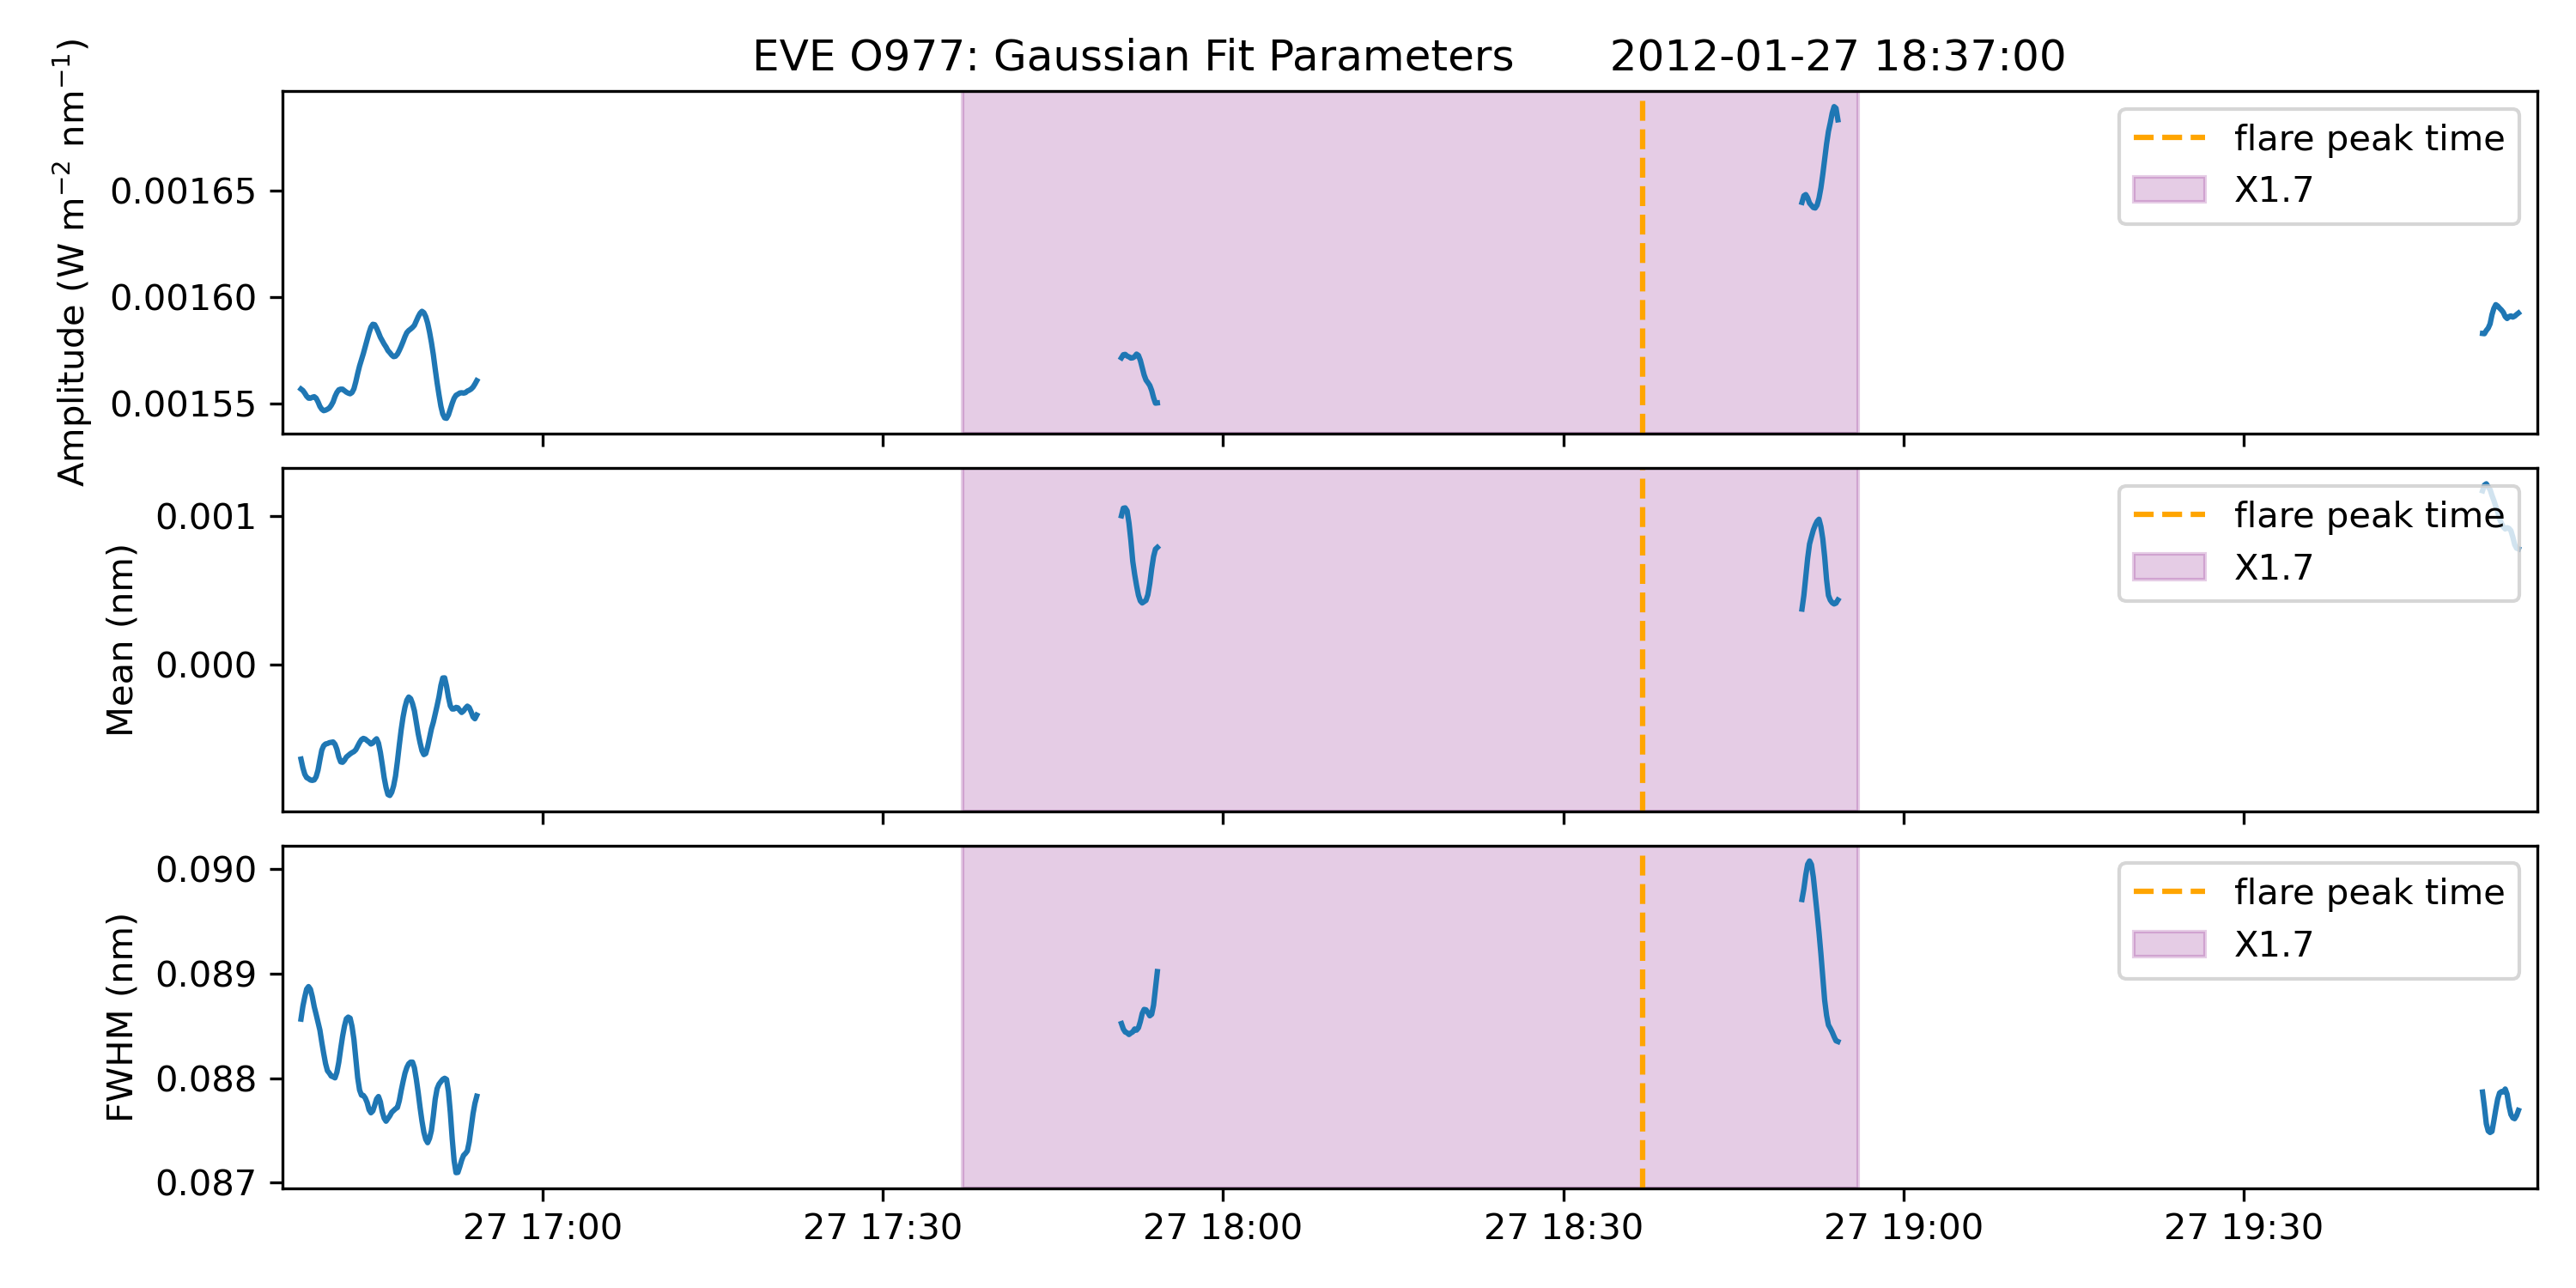 EVE O977: Gaussian Fit Parameters 2012-01-27 18:37:00
Amplitude (W m⁻² nm⁻¹)
0.00165
0.00160
0.00155
flare peak time
X1.7
Mean (nm)
0.001
0.000
flare peak time
X1.7
FWHM (nm)
0.090
0.089
0.088
0.087
flare peak time
X1.7
27 17:00 27 17:30 27 18:00 27 18:30 27 19:00 27 19:30